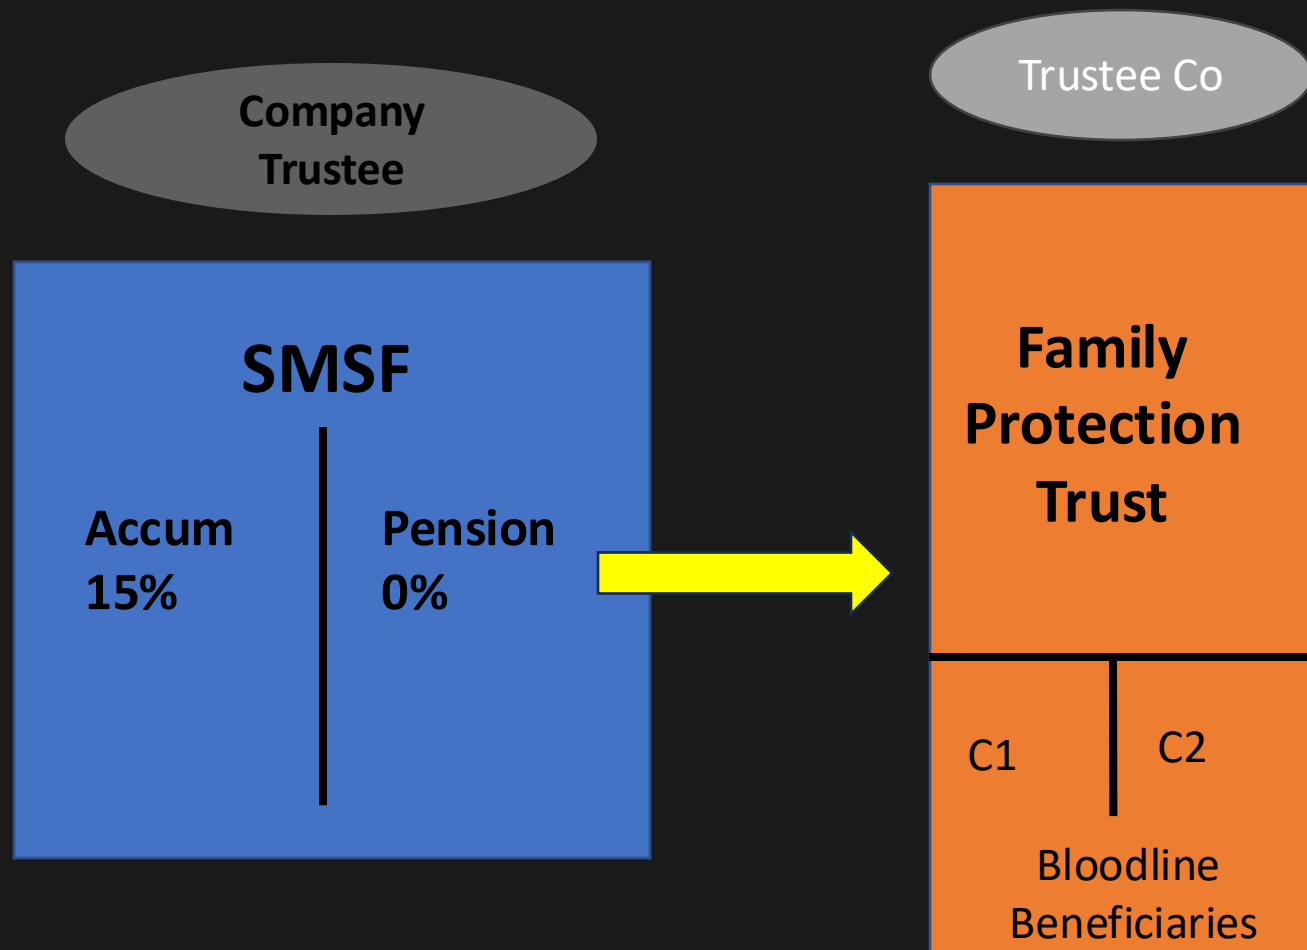 Company
Trustee
SMSF
Accum
15%
Pension
0%
Trustee Co
Family
Protection
Trust
C1
C2
Bloodline
Beneficiaries